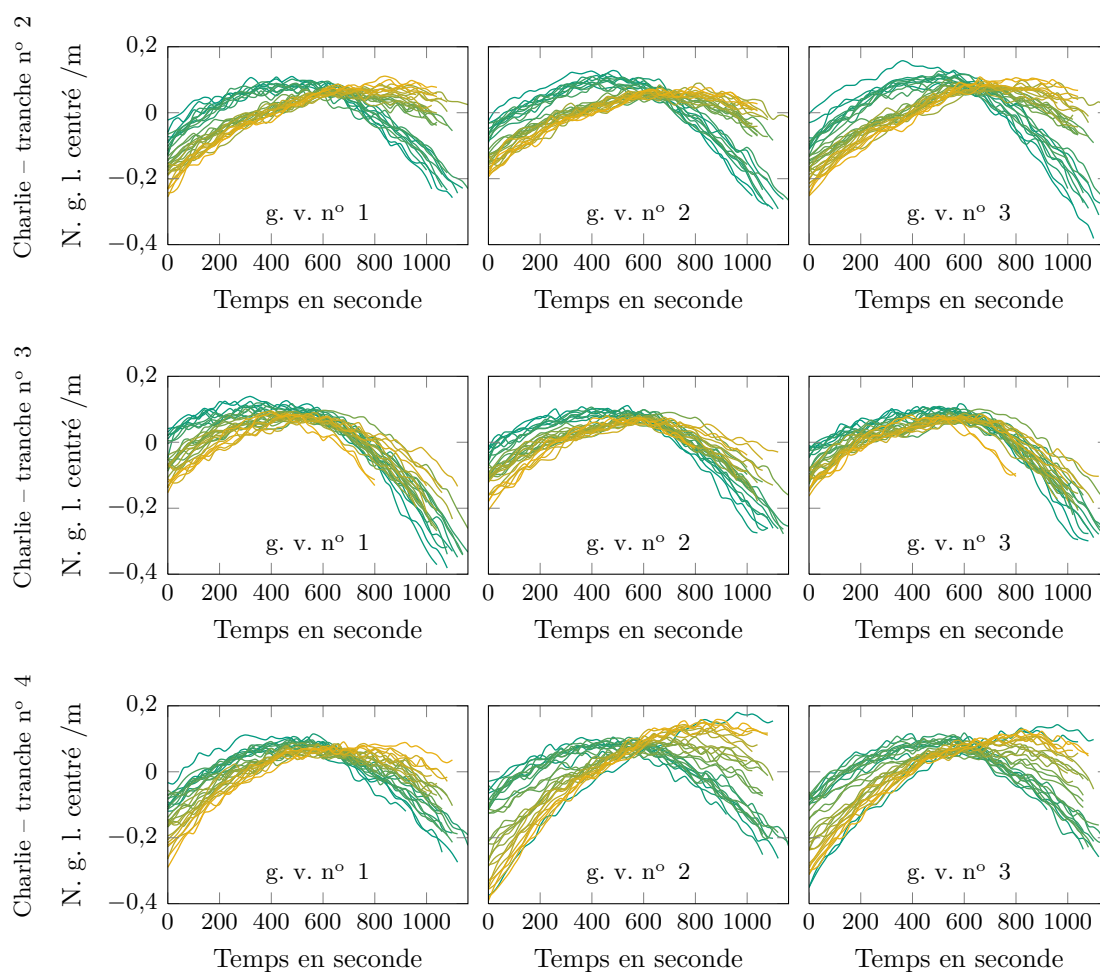 Charlie – tranche nº 2
N. g. l. centré /m
0,2
0
−0,2
−0,4
g. v. nº 1
g. v. nº 2
g. v. nº 3
0 200 400 600 800 1000
0 200 400 600 800 1000
0 200 400 600 800 1000
Temps en seconde
Temps en seconde
Temps en seconde
Charlie – tranche nº 3
N. g. l. centré /m
0,2
0
−0,2
−0,4
g. v. nº 1
g. v. nº 2
g. v. nº 3
0 200 400 600 800 1000
0 200 400 600 800 1000
0 200 400 600 800 1000
Temps en seconde
Temps en seconde
Temps en seconde
Charlie – tranche nº 4
N. g. l. centré /m
0,2
0
−0,2
−0,4
g. v. nº 1
g. v. nº 2
g. v. nº 3
0 200 400 600 800 1000
0 200 400 600 800 1000
0 200 400 600 800 1000
Temps en seconde
Temps en seconde
Temps en seconde